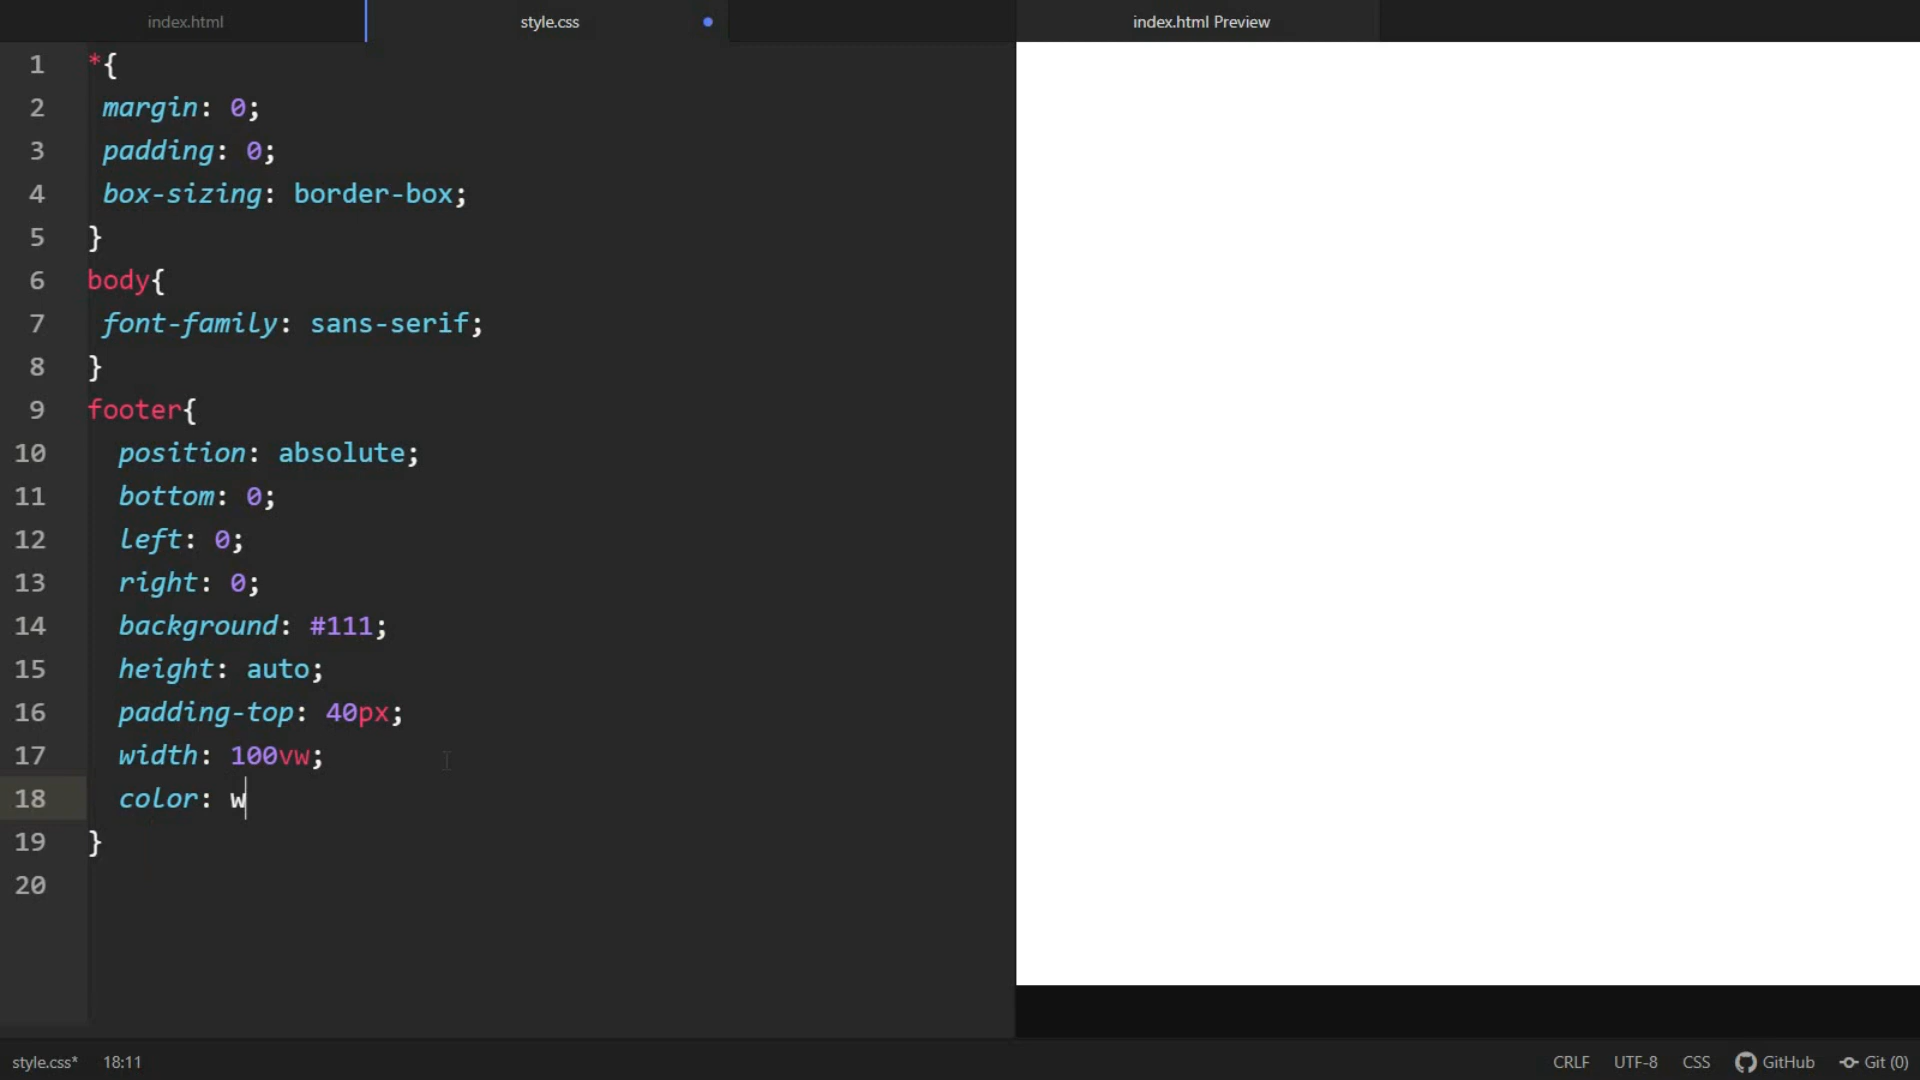 index.html
style.css
index.html Preview
1 *{
2 margin: 0;
3 padding: 0;
4 box-sizing: border-box;
5 }
6 body{
7 font-family: sans-serif;
8 }
9 footer{
10 position: absolute;
11 bottom: 0;
12 left: 0;
13 right: 0;
14 background: #111;
15 height: auto;
16 padding-top: 40px;
17 width: 100vw;
18 color: w
19 }
20
style.css* 18:11 CRLF UTF-8 CSS GitHub Git (0)